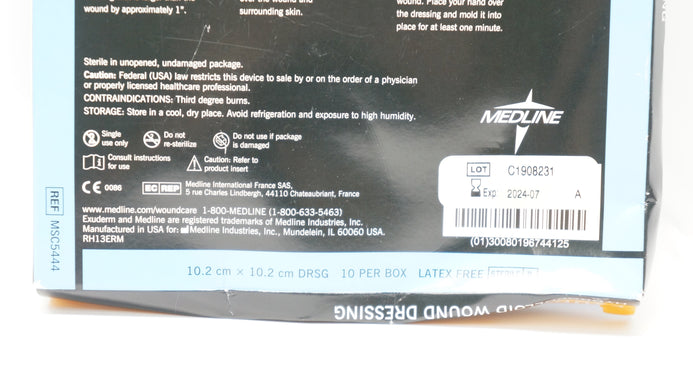 wound by approximately 1".
surrounding skin.
wound. Place your hand over
the dressing and mold it into
place for at least one minute.
Sterile in unopened, undamaged package.
Caution: Federal (USA) law restricts this device to sale by or on the order of a physician
or properly licensed healthcare professional.
CONTRAINDICATIONS: Third degree burns.
STORAGE: Store in a cool, dry place. Avoid refrigeration and exposure to high humidity.
Single
use only
Do not
re-sterilize
Do not use if package
is damaged
Consult instructions
for use
Caution: Refer to
product insert
CE 0086
EC REP
Medline International France SAS,
5 rue Charles Lindbergh, 44110 Chateaubriant, France
www.medline.com/woundcare 1-800-MEDLINE (1-800-633-5463)
Exuderm and Medline are registered trademarks of Medline Industries, Inc.
Manufactured in USA for: Medline Industries, Inc., Mundelein, IL 60060 USA.
RH13ERM
MEDLINE
LOT C1908231
Exp 2024-07 A
(01)30080196744125
REF MSC5444
10.2 cm × 10.2 cm DRSG 10 PER BOX LATEX FREE STERILE R
WOUND DRESSING